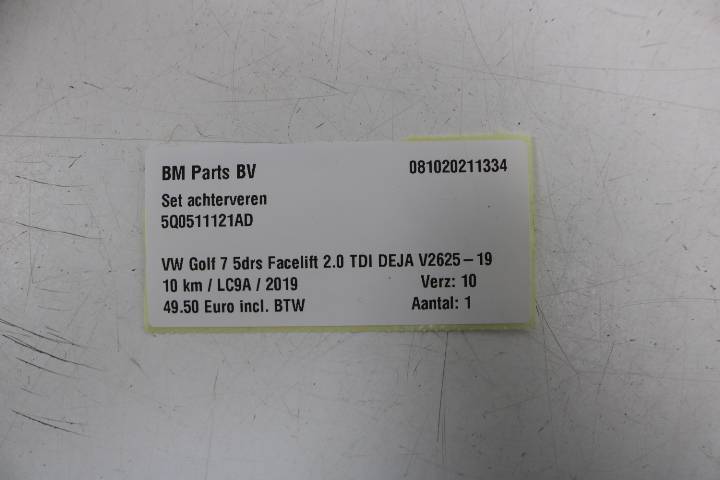 BM Parts BV 081020211334
Set achterveren
5Q0511121AD
VW Golf 7 5drs Facelift 2.0 TDI DEJA V2625-19
10 km / LC9A / 2019 Verz: 10
49.50 Euro incl. BTW Aantal: 1